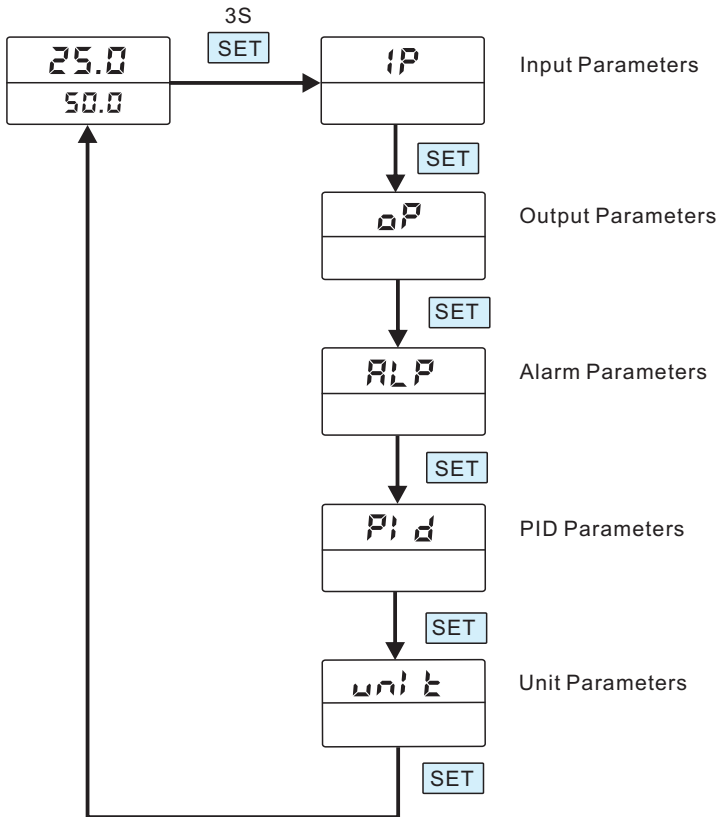 3S
SET
25.0
50.0
IP
Input Parameters
SET
oP
Output Parameters
SET
ALP
Alarm Parameters
SET
PId
PID Parameters
SET
unit
Unit Parameters
SET